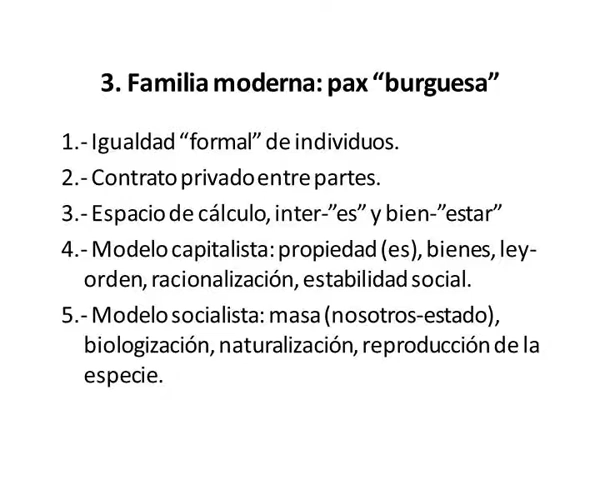 3. Familia moderna: pax “burguesa”
1.- Igualdad “formal” de individuos.
2.- Contrato privado entre partes.
3.- Espacio de cálculo, inter-”es” y bien-”estar”
4.- Modelo capitalista: propiedad (es), bienes, ley-
orden, racionalización, estabilidad social.
5.- Modelo socialista: masa (nosotros-estado),
biologización, naturalización, reproducción de la
especie.